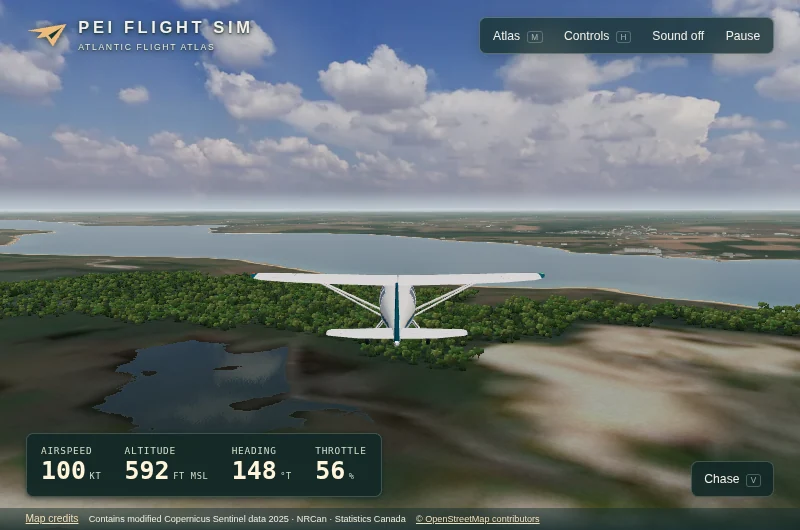 PEI FLIGHT SIM
ATLANTIC FLIGHT ATLAS
Atlas M Controls H Sound off Pause
AIRSPEED ALTITUDE HEADING THROTTLE
100 KT 592 FT MSL 148 °T 56 %
Chase V
Map credits Contains modified Copernicus Sentinel data 2025 · NRCan · Statistics Canada © OpenStreetMap contributors